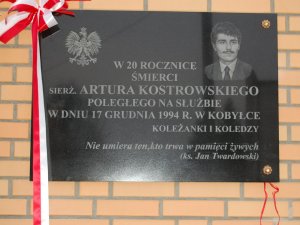 W 20 ROCZNICĘ
ŚMIERCI
SIERŻ. ARTURA KOSTROWSKIEGO
POLEGŁEGO NA SŁUŻBIE
W DNIU 17 GRUDNIA 1994 R. W KOBYŁCE
KOLEŻANKI I KOLEDZY
Nie umiera ten,kto trwa w pamięci żywych
(ks. Jan Twardowski)